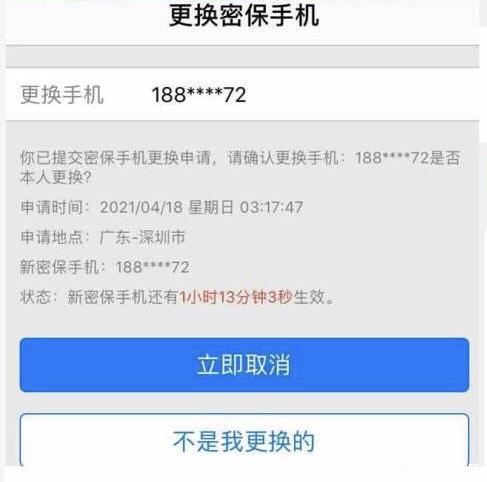 更换密保手机
更换手机 188****72
你已提交密保手机更换申请，请确认更换手机：188****72是否
本人更换?
申请时间：2021/04/18 星期日 03:17:47
申请地点：广东-深圳市
新密保手机：188****72
状态：新密保手机还有1小时13分钟3秒生效。
立即取消
不是我更换的